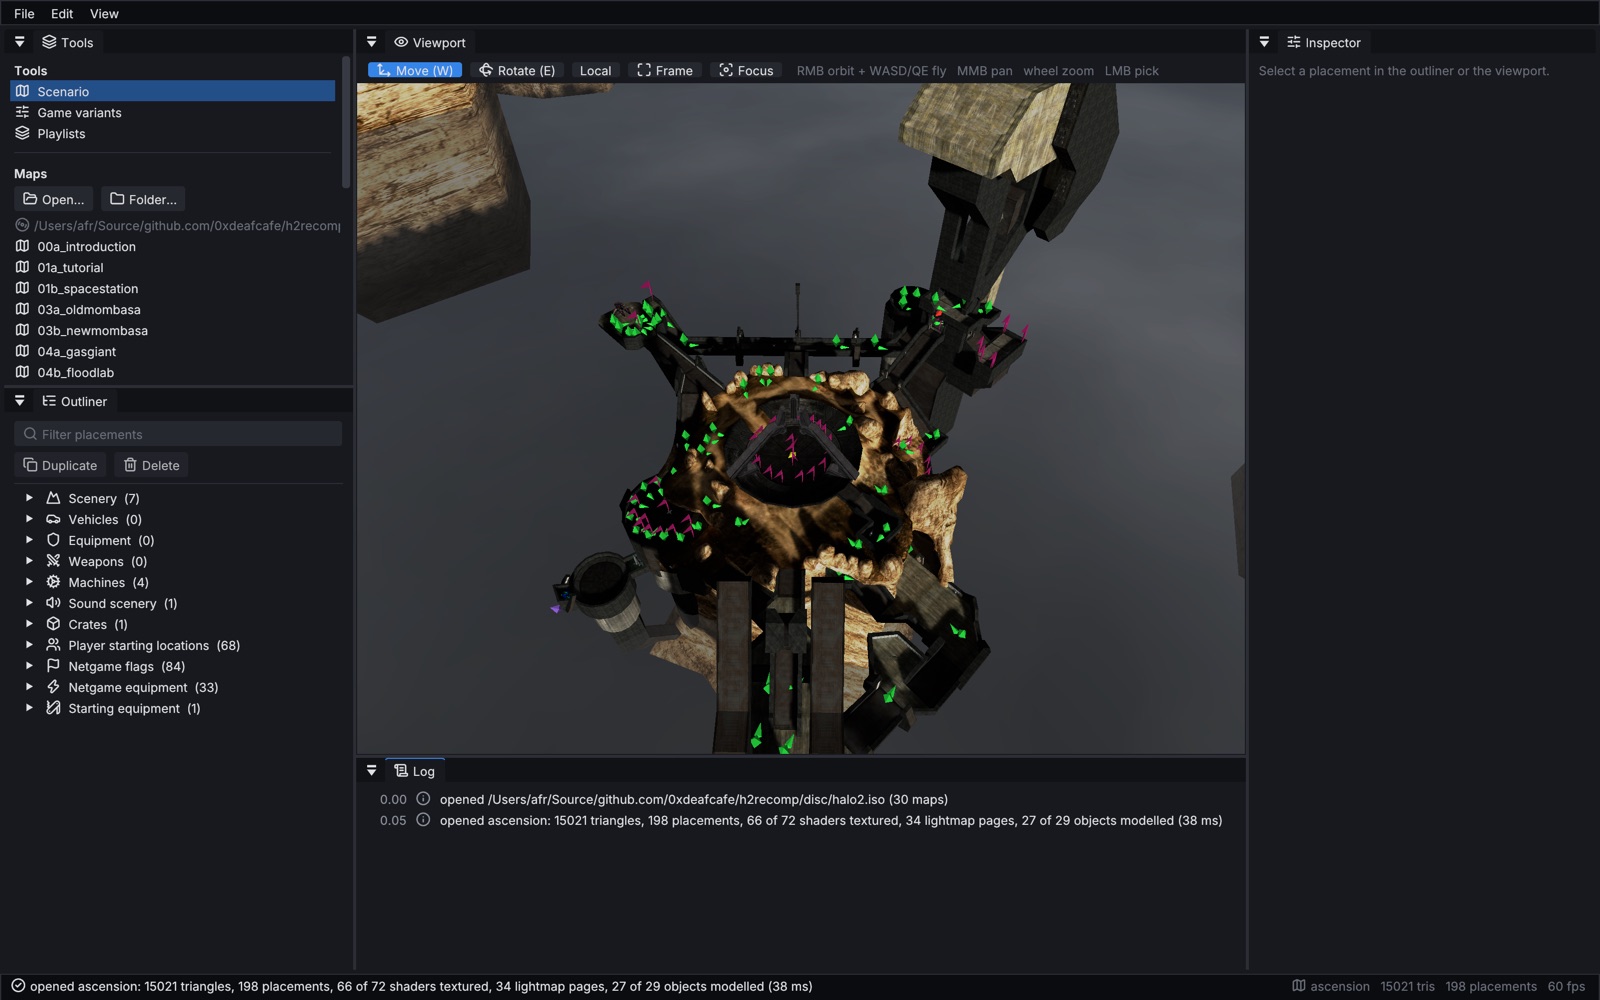 File Edit View
Tools
Viewport
Inspector
Tools
Scenario
Game variants
Playlists
Maps
Open... Folder...
/Users/afr/Source/github.com/0xdeafcafe/h2recomp
00a_introduction
01a_tutorial
01b_spacestation
03a_oldmombasa
03b_newmombasa
04a_gasgiant
04b_floodlab
Outliner
Filter placements
Duplicate Delete
Scenery (7)
Vehicles (0)
Equipment (0)
Weapons (0)
Machines (4)
Sound scenery (1)
Crates (1)
Player starting locations (68)
Netgame flags (84)
Netgame equipment (33)
Starting equipment (1)
Move (W) Rotate (E) Local Frame Focus RMB orbit + WASD/QE fly MMB pan wheel zoom LMB pick
Log
0.00 opened /Users/afr/Source/github.com/0xdeafcafe/h2recomp/disc/halo2.iso (30 maps)
0.05 opened ascension: 15021 triangles, 198 placements, 66 of 72 shaders textured, 34 lightmap pages, 27 of 29 objects modelled (38 ms)
Select a placement in the outliner or the viewport.
opened ascension: 15021 triangles, 198 placements, 66 of 72 shaders textured, 34 lightmap pages, 27 of 29 objects modelled (38 ms)
ascension 15021 tris 198 placements 60 fps